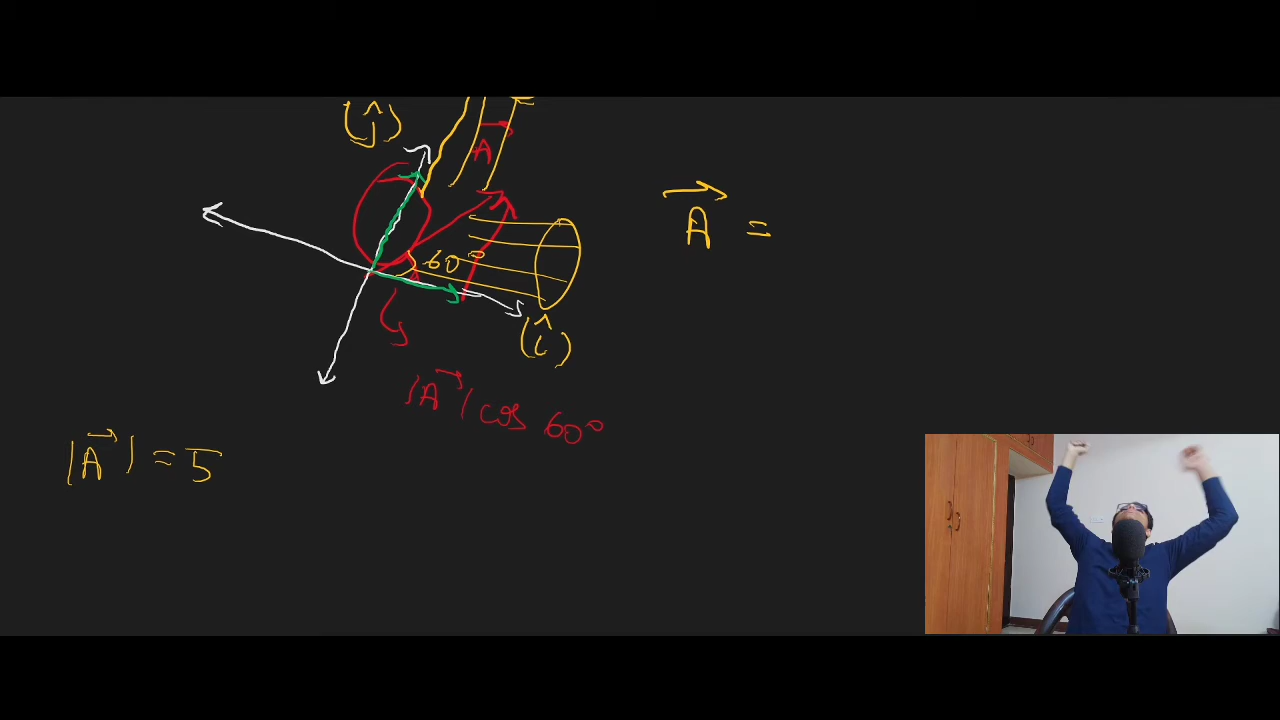 (ĵ)
A⃗
A⃗ =
60°
(î)
|A⃗| cos 60°
|A⃗| = 5